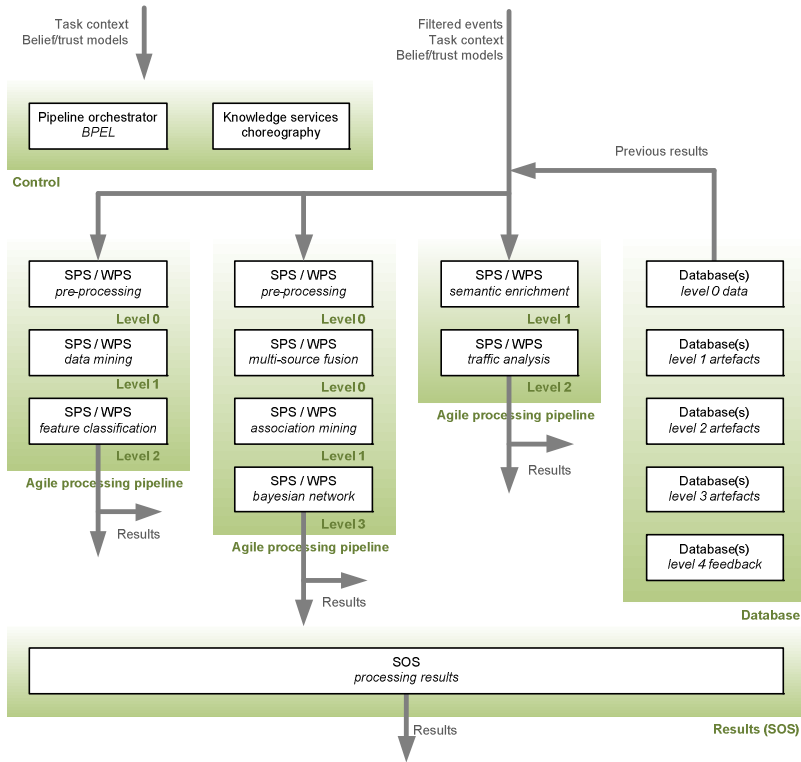 Task context
Belief/trust models
Filtered events
Task context
Belief/trust models
Pipeline orchestrator
BPEL
Knowledge services
choreography
Control
Previous results
SPS / WPS
pre-processing
Level 0
SPS / WPS
data mining
Level 1
SPS / WPS
feature classification
Level 2
Agile processing pipeline
Results
SPS / WPS
pre-processing
Level 0
SPS / WPS
multi-source fusion
Level 0
SPS / WPS
association mining
Level 1
SPS / WPS
bayesian network
Level 3
Agile processing pipeline
Results
SPS / WPS
semantic enrichment
Level 1
SPS / WPS
traffic analysis
Level 2
Agile processing pipeline
Results
Database(s)
level 0 data
Database(s)
level 1 artefacts
Database(s)
level 2 artefacts
Database(s)
level 3 artefacts
Database(s)
level 4 feedback
Database
SOS
processing results
Results (SOS)
Results